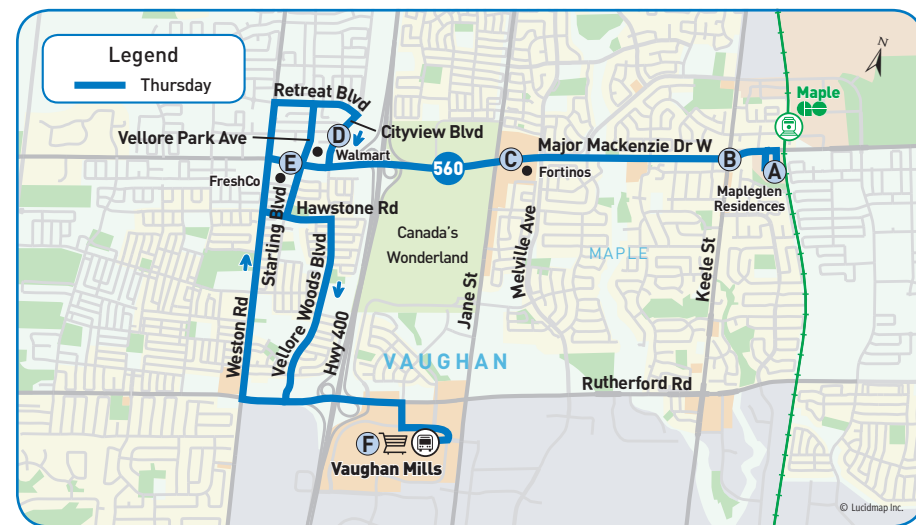 Legend
Thursday
N
Maple
GO
Retreat Blvd
Vellore Park Ave
D
Cityview Blvd
Walmart
E
FreshCo
560
C
Major Mackenzie Dr W
Fortinos
B
A
Mapleglen
Residences
Hawstone Rd
Starling Blvd
Canada's
Wonderland
Melville Ave
MAPLE
Keele St
Weston Rd
Vellore Woods Blvd
Hwy 400
Jane St
VAUGHAN
Rutherford Rd
F
Vaughan Mills
© Lucidmap Inc.